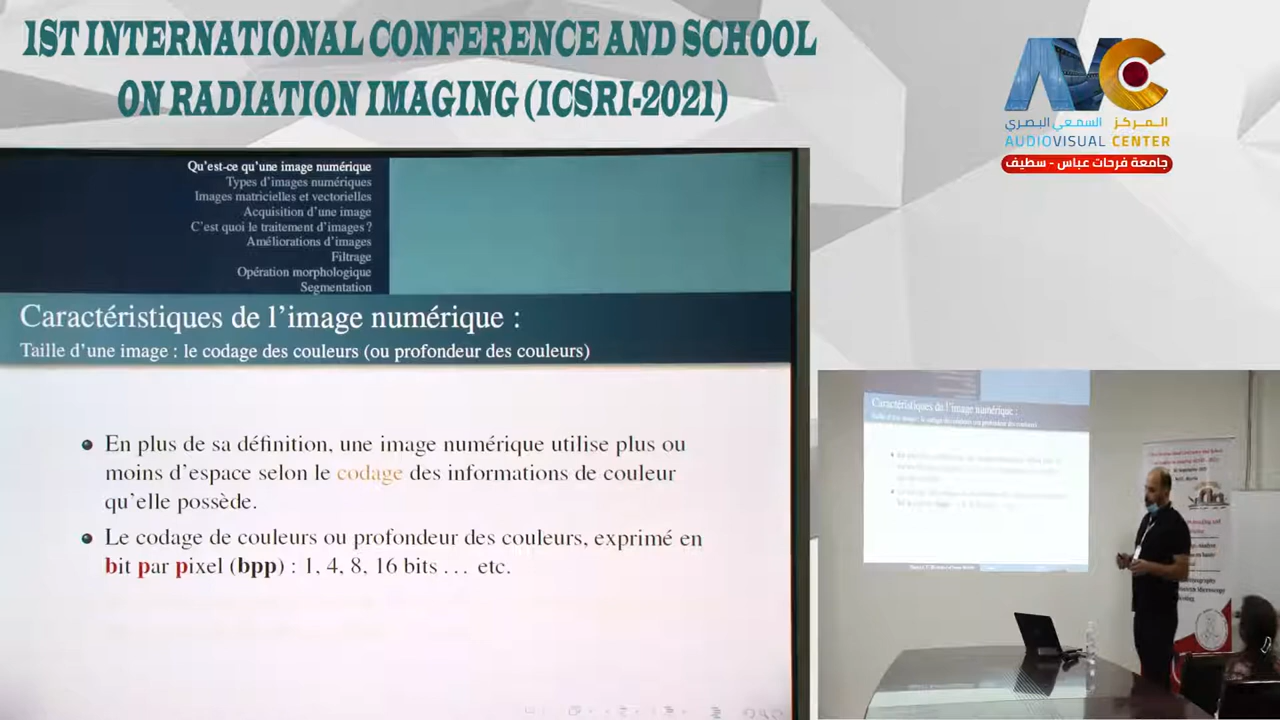 1ST INTERNATIONAL CONFERENCE AND SCHOOL
ON RADIATION IMAGING (ICSRI-2021)
المركز السمعي البصري
AUDIOVISUAL CENTER
جامعة فرحات عباس - سطيف
Qu'est-ce qu'une image numérique
Types d'images numériques
Images matricielles et vectorielles
Acquisition d'une image
C'est quoi le traitement d'images ?
Améliorations d'images
Filtrage
Opération morphologique
Segmentation
Caractéristiques de l'image numérique :
Taille d'une image : le codage des couleurs (ou profondeur des couleurs)
En plus de sa définition, une image numérique utilise plus ou
moins d'espace selon le codage des informations de couleur
qu'elle possède.
Le codage de couleurs ou profondeur des couleurs, exprimé en
bit par pixel (bpp) : 1, 4, 8, 16 bits ... etc.
Caractéristiques de l'image numérique :